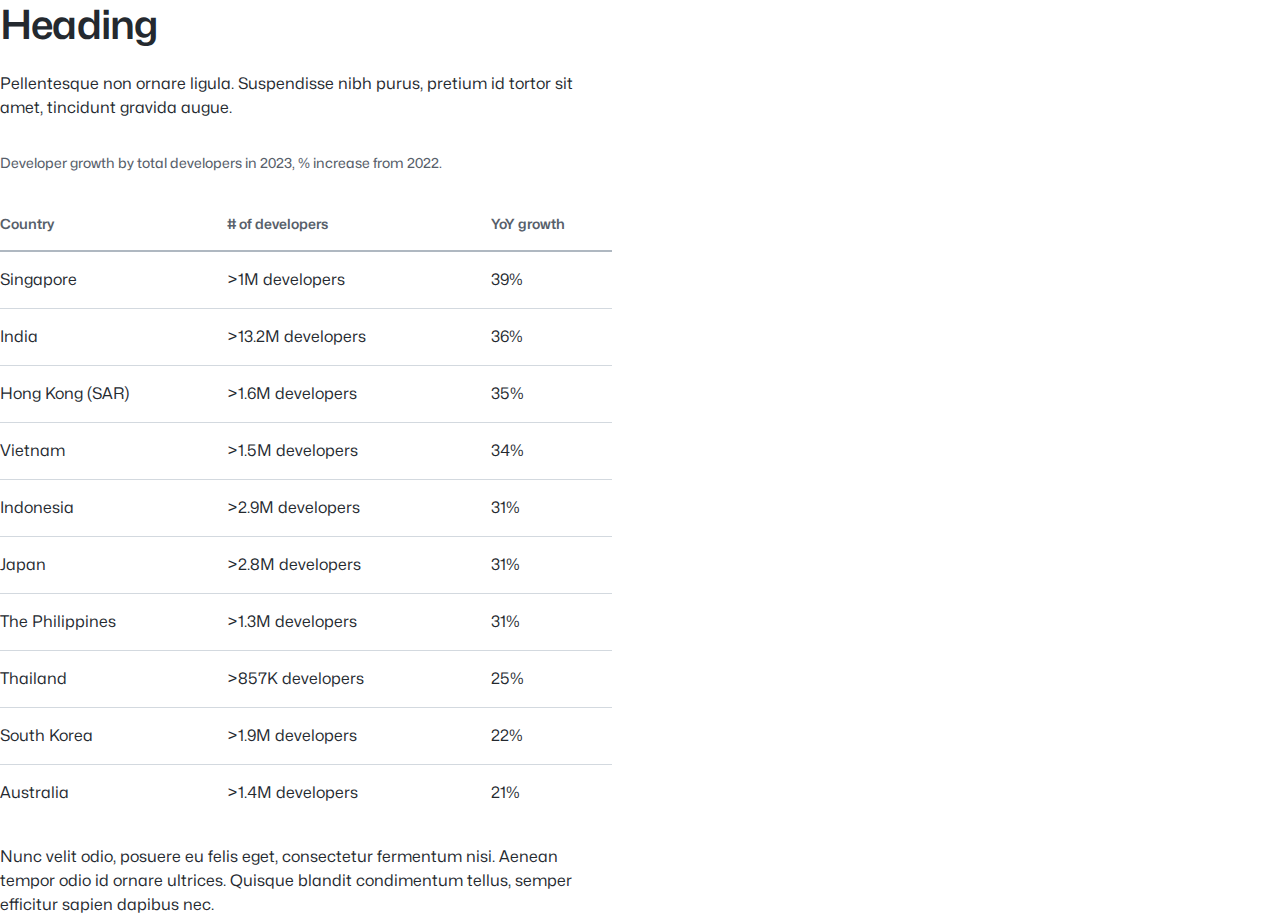 Heading
Pellentesque non ornare ligula. Suspendisse nibh purus, pretium id tortor sit
amet, tincidunt gravida augue.
Developer growth by total developers in 2023, % increase from 2022.
Country # of developers YoY growth
Singapore >1M developers 39%
India >13.2M developers 36%
Hong Kong (SAR) >1.6M developers 35%
Vietnam >1.5M developers 34%
Indonesia >2.9M developers 31%
Japan >2.8M developers 31%
The Philippines >1.3M developers 31%
Thailand >857K developers 25%
South Korea >1.9M developers 22%
Australia >1.4M developers 21%
Nunc velit odio, posuere eu felis eget, consectetur fermentum nisi. Aenean
tempor odio id ornare ultrices. Quisque blandit condimentum tellus, semper
efficitur sapien dapibus nec.